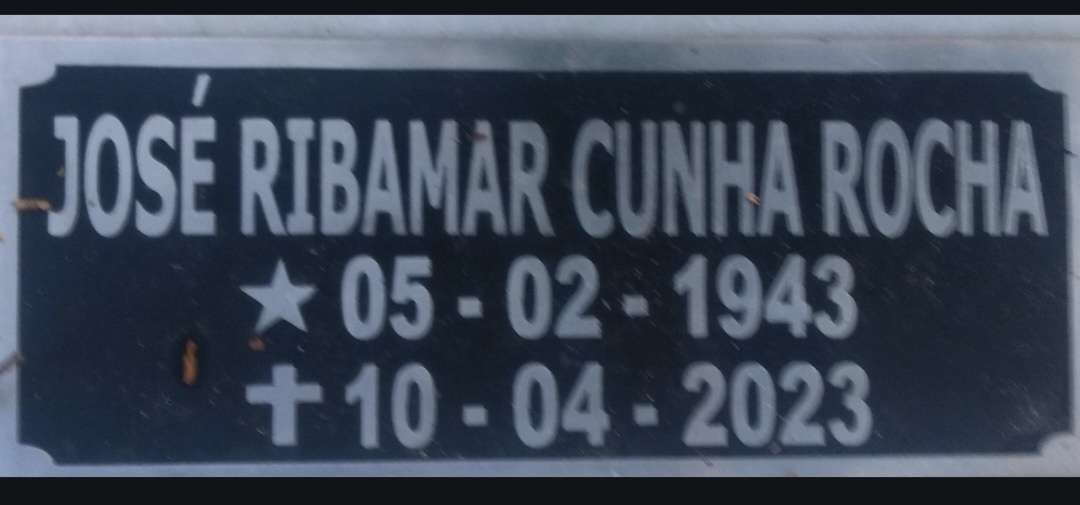 JOSÉ RIBAMAR CUNHA ROCHA
★ 05 - 02 - 1943
✝ 10 - 04 - 2023